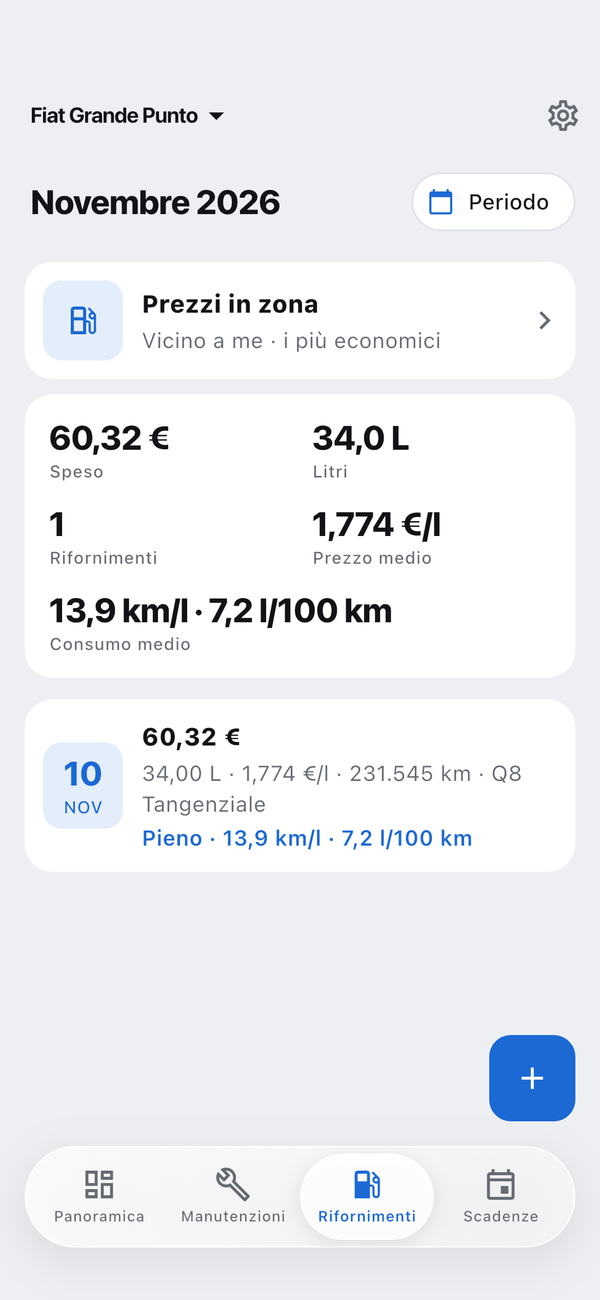 Fiat Grande Punto
Novembre 2026
Periodo
Prezzi in zona
Vicino a me · i più economici
60,32 €
Speso
34,0 L
Litri
1
Rifornimenti
1,774 €/l
Prezzo medio
13,9 km/l · 7,2 l/100 km
Consumo medio
10
NOV
60,32 €
34,00 L · 1,774 €/l · 231.545 km · Q8
Tangenziale
Pieno · 13,9 km/l · 7,2 l/100 km
Panoramica
Manutenzioni
Rifornimenti
Scadenze